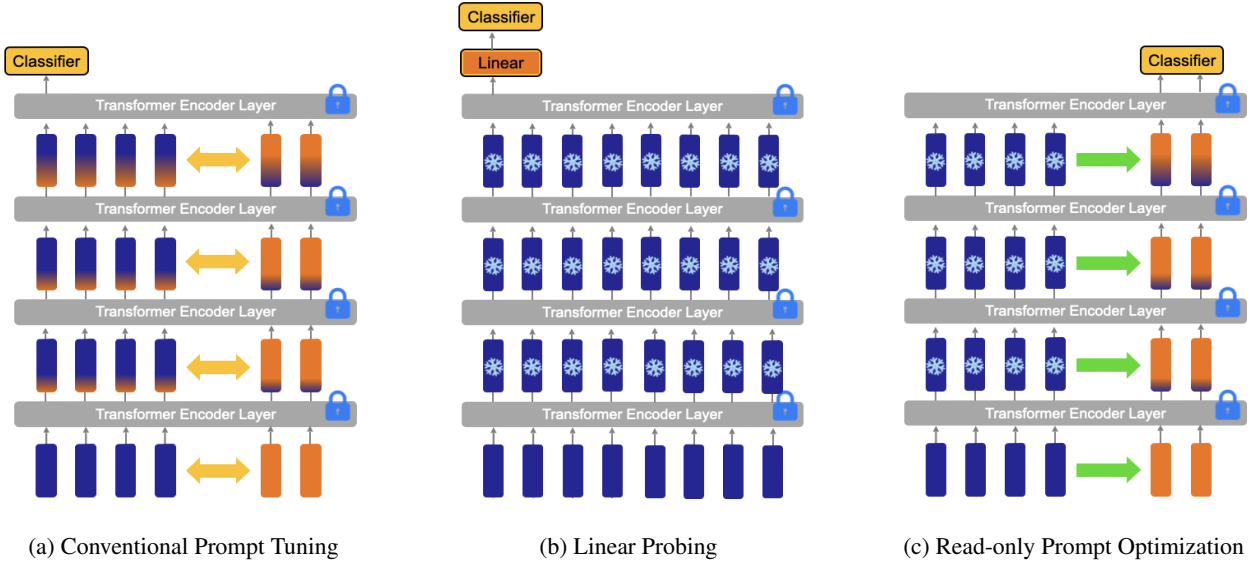 Classifier
Transformer Encoder Layer
Transformer Encoder Layer
Transformer Encoder Layer
Transformer Encoder Layer
(a) Conventional Prompt Tuning
Classifier
Linear
Transformer Encoder Layer
Transformer Encoder Layer
Transformer Encoder Layer
Transformer Encoder Layer
(b) Linear Probing
Classifier
Transformer Encoder Layer
Transformer Encoder Layer
Transformer Encoder Layer
Transformer Encoder Layer
(c) Read-only Prompt Optimization